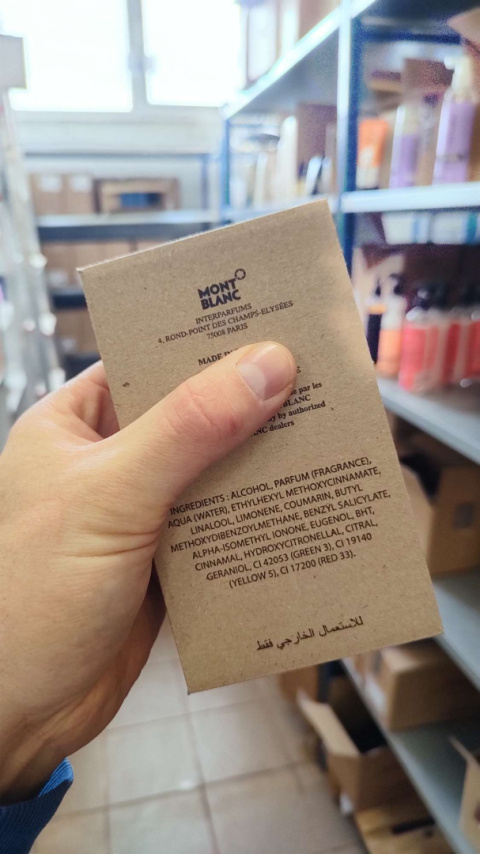 MONT
BLANC
INTERPARFUMS
4, ROND-POINT DES CHAMPS-ELYSÉES
75008 PARIS
MADE
par les
BLANC
by authorized
dealers
INGREDIENTS : ALCOHOL, PARFUM (FRAGRANCE),
AQUA (WATER), ETHYLHEXYL METHOXYCINNAMATE,
LINALOOL, LIMONENE, COUMARIN, BUTYL
METHOXYDIBENZOYLMETHANE, BENZYL SALICYLATE,
ALPHA-ISOMETHYL IONONE, EUGENOL, BHT,
CINNAMAL, HYDROXYCITRONELLAL, CITRAL,
GERANIOL, CI 42053 (GREEN 3), CI 19140
(YELLOW 5), CI 17200 (RED 33).
للاستعمال الخارجي فقط